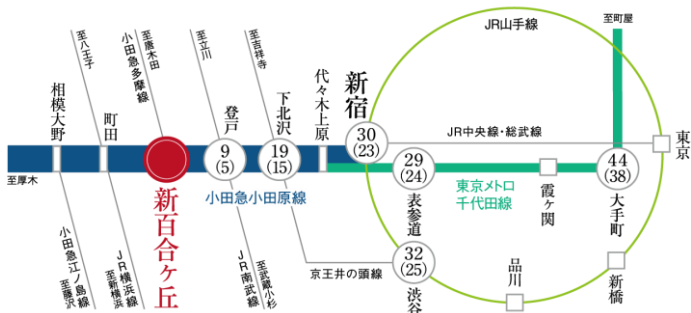 JR山手線
至町屋
至八王子
至唐木田
小田急多摩線
至立川
至吉祥寺
相模大野
町田
登戸
9
(5)
下北沢
19
(15)
代々木上原
新宿
30
(23)
JR中央線・総武線
東京
至厚木
新百合ヶ丘
小田急小田原線
29
(24)
表参道
東京メトロ
千代田線
霞ヶ関
44
(38)
大手町
小田急江ノ島線
至藤沢
JR横浜線
至新横浜
JR南武線
至武蔵小杉
京王井の頭線
32
(25)
渋谷
品川
新橋